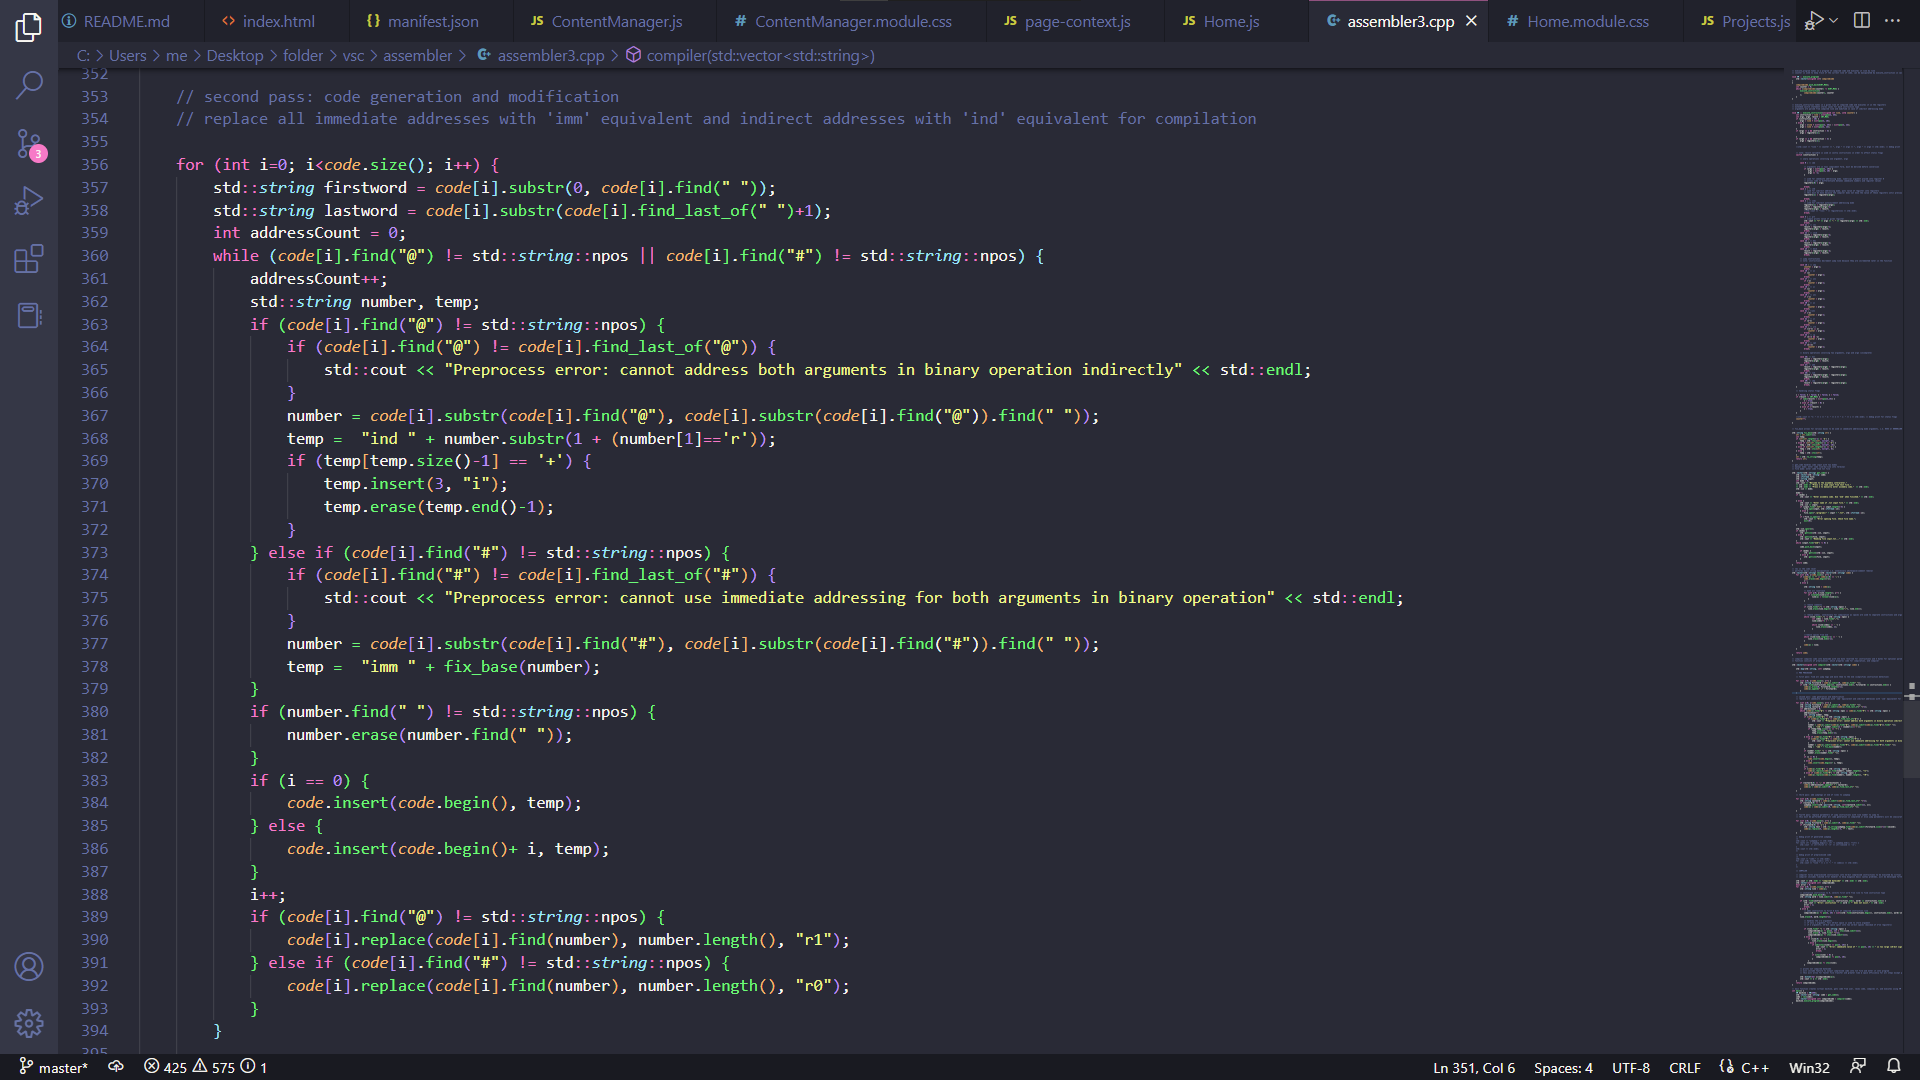 README.md
index.html
manifest.json
ContentManager.js
ContentManager.module.css
page-context.js
Home.js
assembler3.cpp
Home.module.css
Projects.js
C: > Users > me > Desktop > folder > vsc > assembler > assembler3.cpp > compiler(std::vector<std::string>)
352
353 // second pass: code generation and modification
354 // replace all immediate addresses with 'imm' equivalent and indirect addresses with 'ind' equivalent for compilation
355
356 for (int i=0; i<code.size(); i++) {
357 std::string firstword = code[i].substr(0, code[i].find(" "));
358 std::string lastword = code[i].substr(code[i].find_last_of(" ")+1);
359 int addressCount = 0;
360 while (code[i].find("@") != std::string::npos || code[i].find("#") != std::string::npos) {
361 addressCount++;
362 std::string number, temp;
363 if (code[i].find("@") != std::string::npos) {
364 if (code[i].find("@") != code[i].find_last_of("@")) {
365 std::cout << "Preprocess error: cannot address both arguments in binary operation indirectly" << std::endl;
366 }
367 number = code[i].substr(code[i].find("@"), code[i].substr(code[i].find("@")).find(" "));
368 temp =  "ind " + number.substr(1 + (number[1]=='r'));
369 if (temp[temp.size()-1] == '+') {
370 temp.insert(3, "i");
371 temp.erase(temp.end()-1);
372 }
373 } else if (code[i].find("#") != std::string::npos) {
374 if (code[i].find("#") != code[i].find_last_of("#")) {
375 std::cout << "Preprocess error: cannot use immediate addressing for both arguments in binary operation" << std::endl;
376 }
377 number = code[i].substr(code[i].find("#"), code[i].substr(code[i].find("#")).find(" "));
378 temp =  "imm " + fix_base(number);
379 }
380 if (number.find(" ") != std::string::npos) {
381 number.erase(number.find(" "));
382 }
383 if (i == 0) {
384 code.insert(code.begin(), temp);
385 } else {
386 code.insert(code.begin()+ i, temp);
387 }
388 i++;
389 if (code[i].find("@") != std::string::npos) {
390 code[i].replace(code[i].find(number), number.length(), "r1");
391 } else if (code[i].find("#") != std::string::npos) {
392 code[i].replace(code[i].find(number), number.length(), "r0");
393 }
394 }
395
3
master* 425 575 1
Ln 351, Col 6 Spaces: 4 UTF-8 CRLF C++ Win32